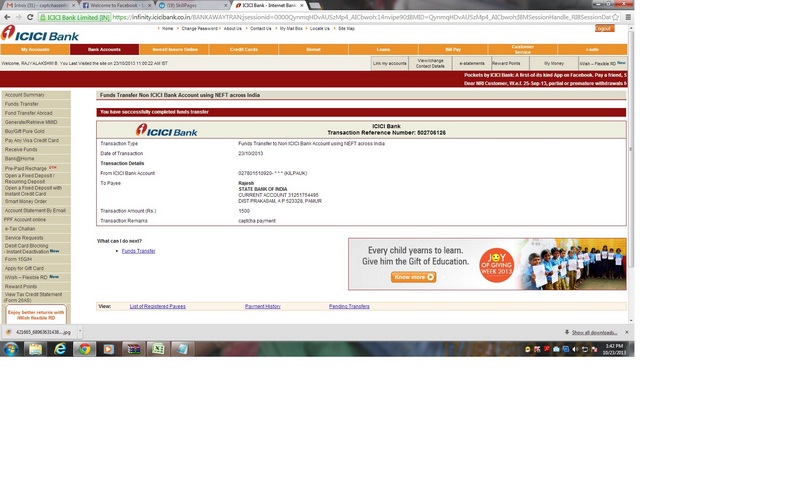 Inbox (31) - captchassinfo
Welcome to Facebook -
(19) SkillPages
ICICI Bank - Internet Bank
ICICI Bank Limited [IN]
https://infinity.icicibank.co.in/BANKAWAYTRAN;jsessionid=
ICICI Bank
Home
Change Password
About Us
Contact Us
My Mail Box
Locate Us
Site Map
Logout
My Accounts
Bank Accounts
Invest/Insure Online
Credit Cards
Demat
Loans
Bill Pay
Customer
Service
Welcome, RAJYALAKSHMI B. You Last Visited the site on 23/10/2013 11:00:22 AM IST
Link my accounts
View/change
Contact Details
e-statements
Reward Points
My Money
iWish – Flexible RD New
Pockets by ICICI Bank: A first-of-its kind App on Facebook. Pay a friend, S
Dear NRI Customer, W.e.f. 25-Sep-13, partial or premature withdrawals
Account Summary
Funds Transfer
Fund Transfer Abroad
Generate/Retrieve MMID
Buy/Gift Pure Gold
Pay Any Visa Credit Card
Receive Funds
Bank@Home
Pre-Paid Recharge
Open a Fixed Deposit /
Recurring Deposit
Open a Fixed Deposit with
Instant Credit Card
Smart Money Order
Account Statement By Email
PPF Account online
e-Tax Challan
Service Requests
Debit Card Blocking
- Instant Deactivation New
Form 15G/H
Apply for Gift Card
iWish – Flexible RD New
Reward Points
View Tax Credit Statement
(Form 26AS)
Enjoy better returns with
iWish flexible RD
Funds Transfer Non ICICI Bank Account using NEFT across India
You have successfully completed funds transfer
ICICI Bank
ICICI Bank
Transaction Reference Number: 502706126
Transaction Type Funds Transfer to Non ICICI Bank Account using NEFT across India
Date of Transaction 23/10/2013
Transaction Details
From ICICI Bank Account 027801510920- * * * (KILPAUK)
To Payee Rajesh
STATE BANK OF INDIA
CURRENT ACCOUNT 31251754495
DIST PRAKASAM, A P 523328, PAMUR
Transaction Amount (Rs.) 1500
Transaction Remarks captcha payment
What can I do next?
Funds Transfer
Every child yearns to learn.
Give him the Gift of Education.
Know more
JOY
OF GIVING
WEEK 2013
View:
List of Registered Payees
Payment History
Pending Transfers
Show all downloads...
1:42 PM
10/23/2013